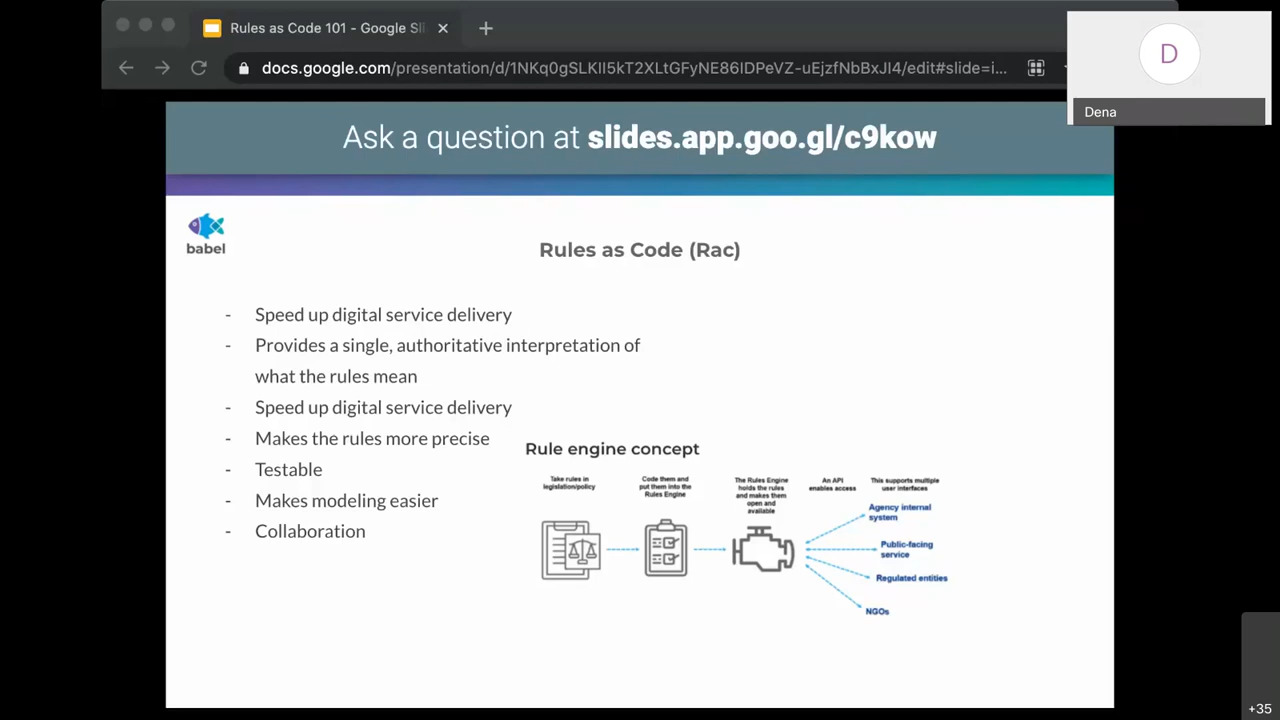 Rules as Code 101 - Google Sli
docs.google.com/presentation/d/1NKq0gSLKII5kT2XLtGFyNE86IDPeVZ-uEjzfNbBxJI4/edit#slide=i...
D
Dena
Ask a question at slides.app.goo.gl/c9kow
babel
Rules as Code (Rac)
- Speed up digital service delivery
- Provides a single, authoritative interpretation of
what the rules mean
- Speed up digital service delivery
- Makes the rules more precise
- Testable
- Makes modeling easier
- Collaboration
Rule engine concept
Take rules in
legislation/policy
Code them and
put them into the
Rules Engine
The Rules Engine
holds the rules
and makes them
open and
available
An API
enables access
This supports multiple
user interfaces
Agency internal
system
Public-facing
service
Regulated entities
NGOs
+35